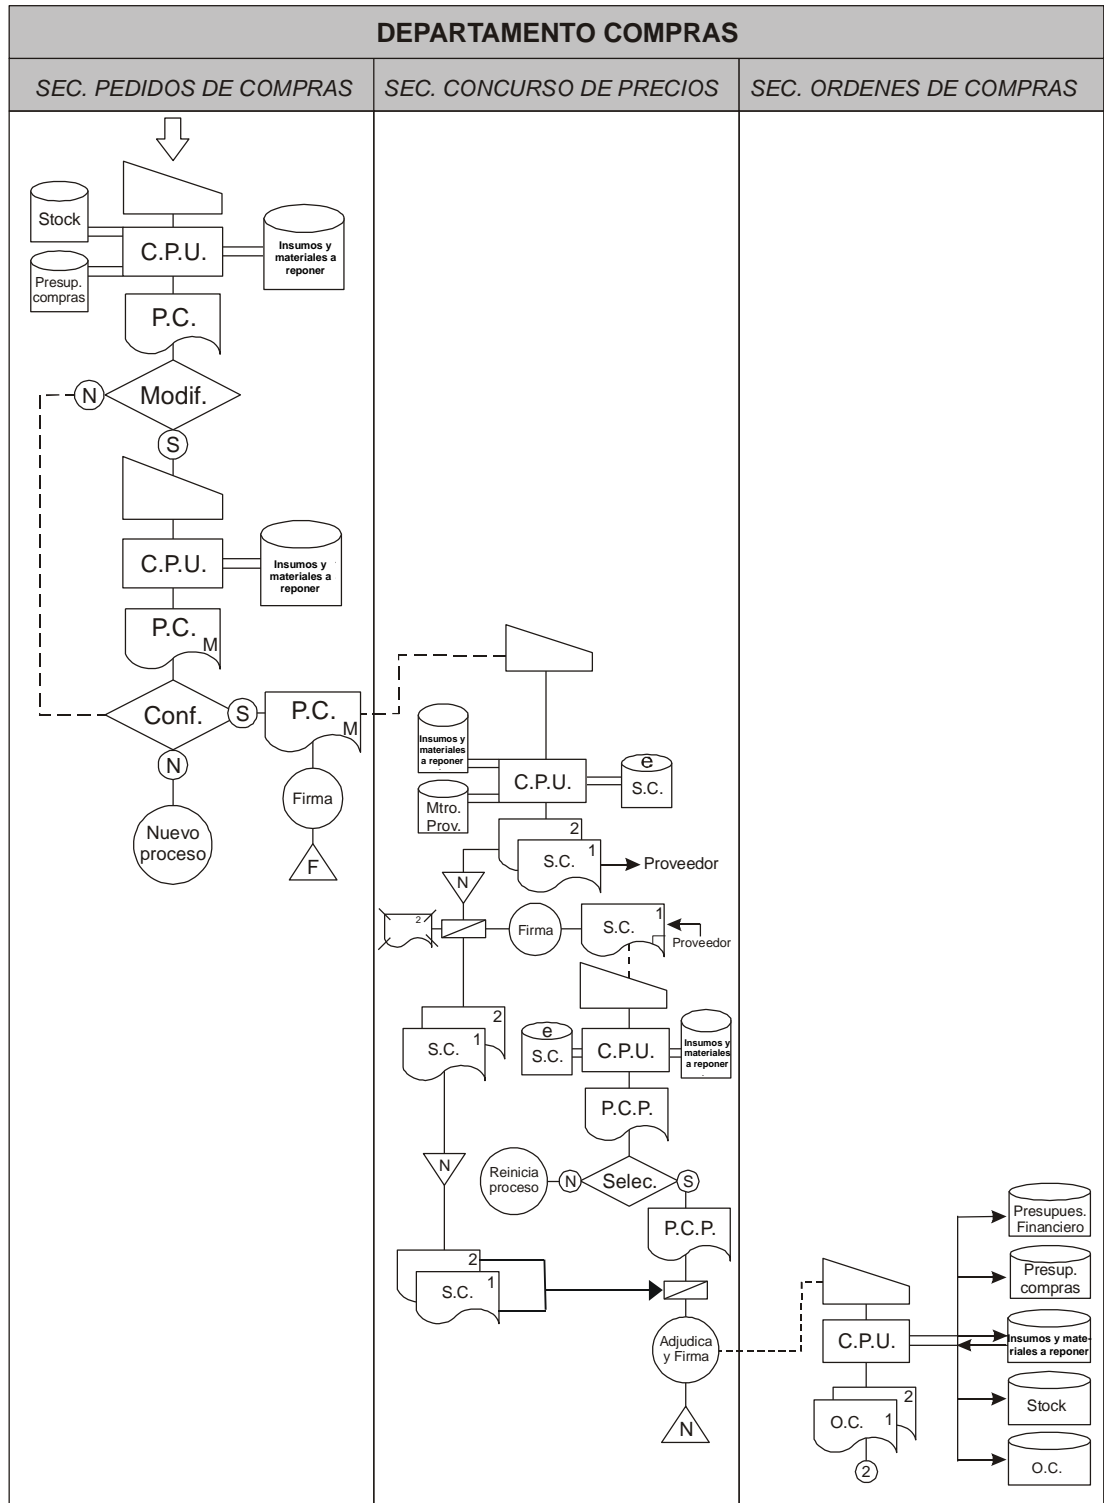 DEPARTAMENTO COMPRAS
SEC. PEDIDOS DE COMPRAS
SEC. CONCURSO DE PRECIOS
SEC. ORDENES DE COMPRAS
Stock
C.P.U.
Insumos y
materiales a
reponer
Presup.
compras
P.C.
N
Modif.
S
C.P.U.
Insumos y
materiales a
reponer
P.C.
M
Conf.
S
P.C.
M
N
Firma
Nuevo
proceso
F
Insumos y
materiales
a reponer
C.P.U.
e
S.C.
Mtro.
Prov.
2
S.C.
1
Proveedor
N
2
Firma
S.C.
1
Proveedor
2
S.C.
1
e
S.C.
C.P.U.
Insumos y
materiales
a reponer
P.C.P.
N
Reinicia
proceso
N
Selec.
S
P.C.P.
2
S.C.
1
Adjudica
y Firma
N
Presupues.
Financiero
Presup.
compras
C.P.U.
Insumos y mate-
riales a reponer
2
O.C.
1
Stock
2
O.C.